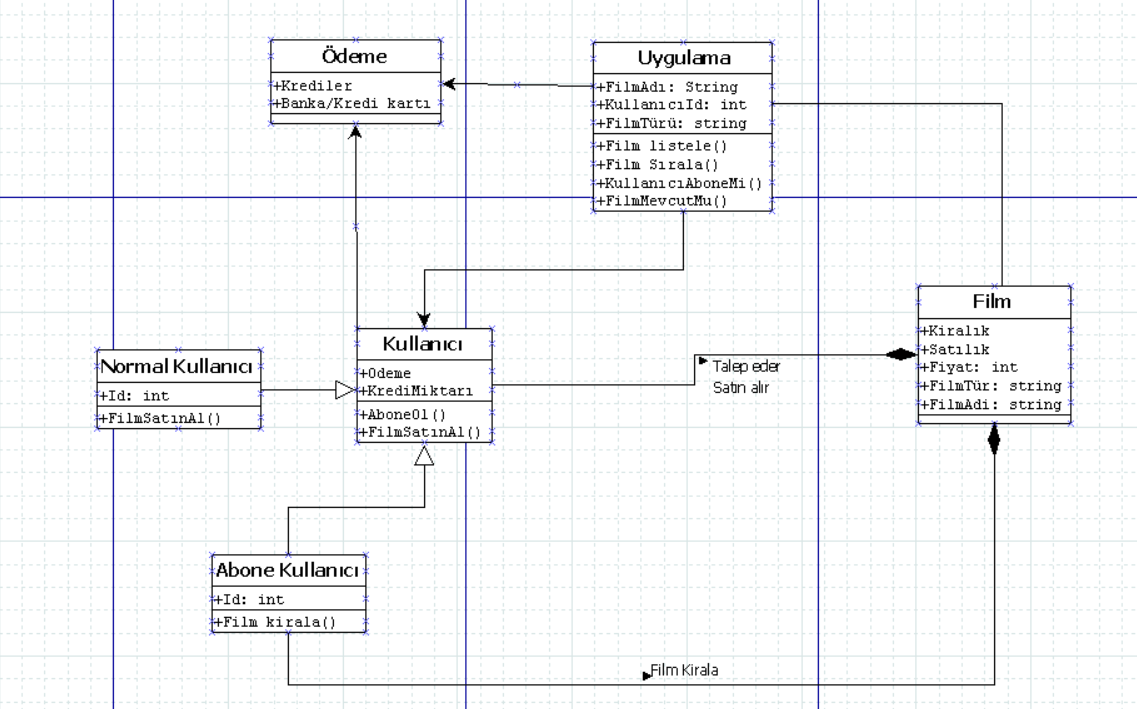 Ödeme
+Krediler
+Banka/Kredi kartı
Uygulama
+FilmAdı: String
+KullanıcıId: int
+FilmTürü: string
+Film listele()
+Film Sırala()
+KullanıcıAboneMi()
+FilmMevcutMu()
Film
+Kiralık
+Satılık
+Fiyat: int
+FilmTür: string
+FilmAdi: string
Kullanıcı
+Odeme
+KrediMiktarı
+AboneOl()
+FilmSatınAl()
Normal Kullanıcı
+Id: int
+FilmSatınAl()
Talep eder
Satın alır
Abone Kullanıcı
+Id: int
+Film kirala()
Film Kirala